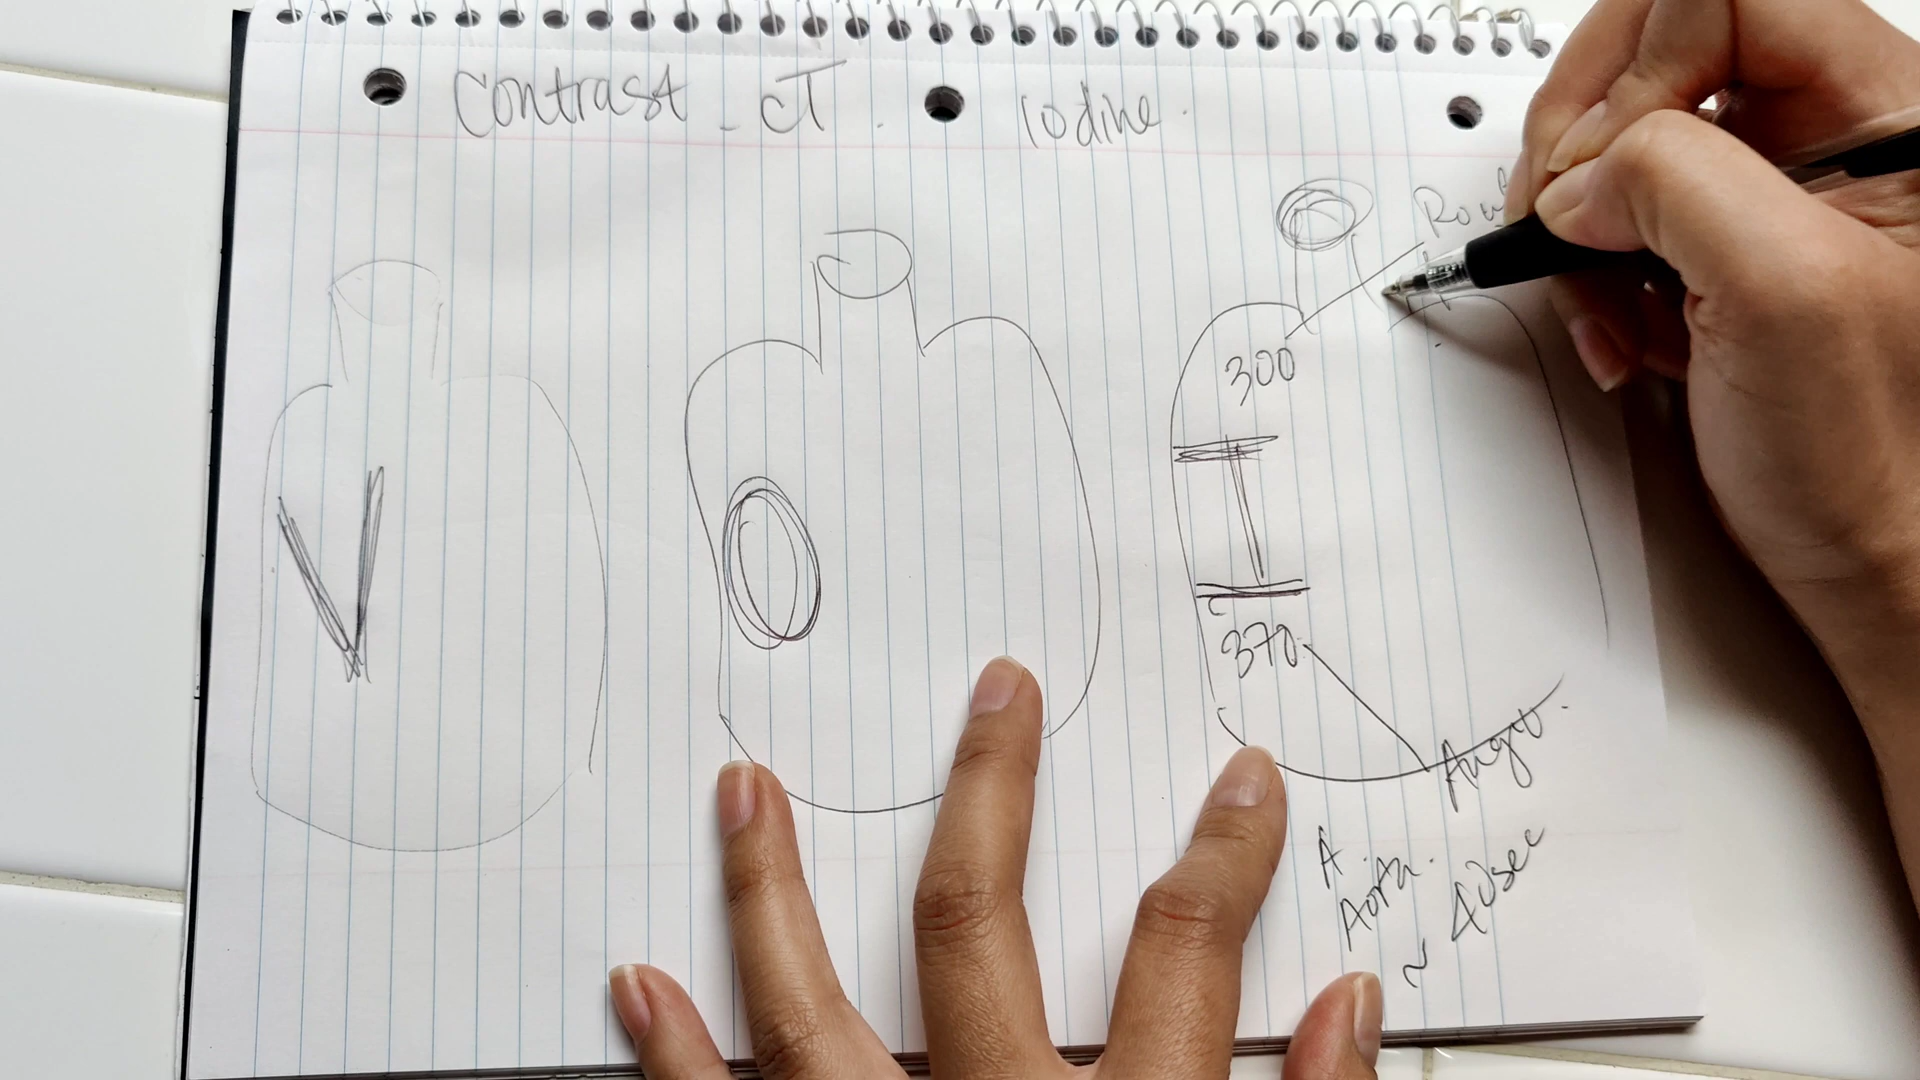 Contrast - CT. Iodine.
V
O
I
300
370
Angio.
A
Aorta.
~ 40sec